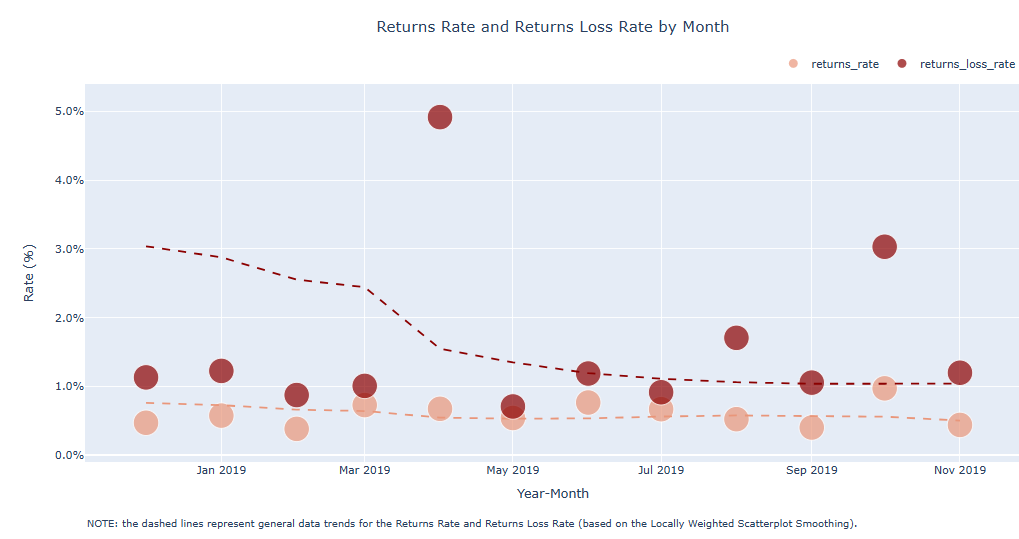 Returns Rate and Returns Loss Rate by Month
returns_rate
returns_loss_rate
5.0%
4.0%
3.0%
2.0%
1.0%
0.0%
Rate (%)
Jan 2019
Mar 2019
May 2019
Jul 2019
Sep 2019
Nov 2019
Year-Month
NOTE: the dashed lines represent general data trends for the Returns Rate and Returns Loss Rate (based on the Locally Weighted Scatterplot Smoothing).